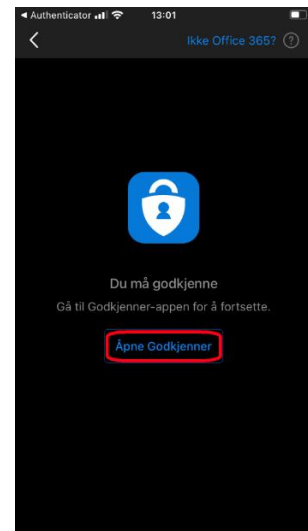 ◀ Authenticator 13:01
Ikke Office 365? ?
Du må godkjenne
Gå til Godkjenner-appen for å fortsette.
Åpne Godkjenner